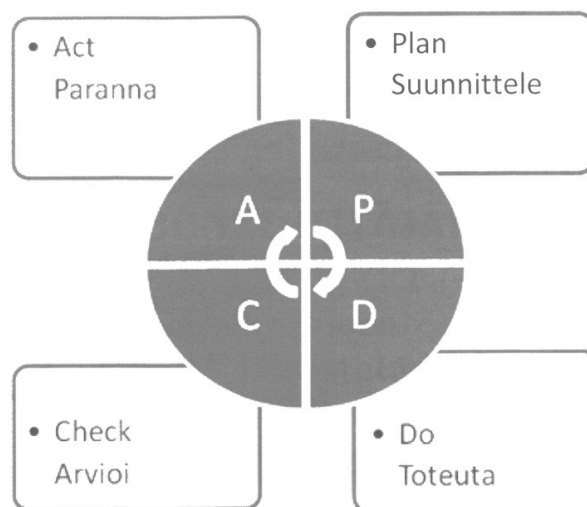 • Act
Paranna
• Plan
Suunnittele
A
P
C
D
• Check
Arvioi
• Do
Toteuta